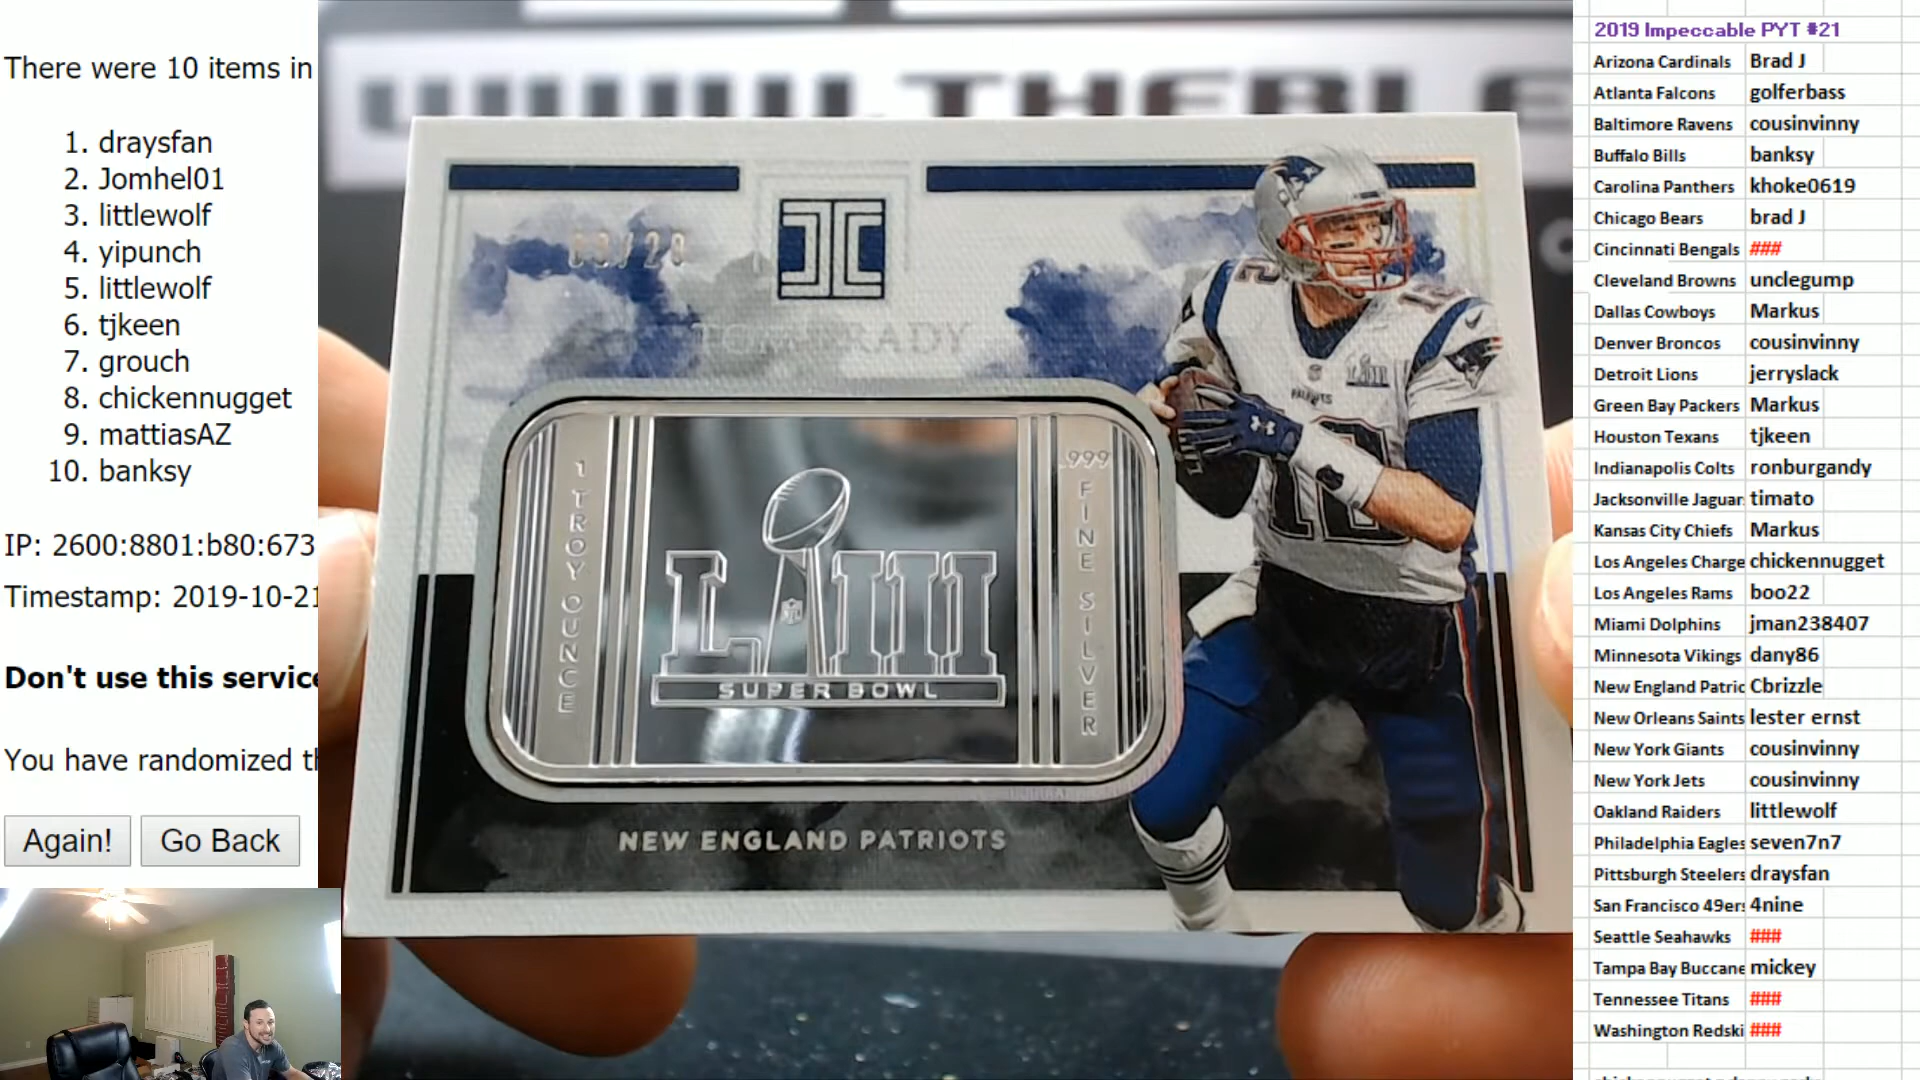 There were 10 items in
1. draysfan
2. Jomhel01
3. littlewolf
4. yipunch
5. littlewolf
6. tjkeen
7. grouch
8. chickennugget
9. mattiasAZ
10. banksy
IP: 2600:8801:b80:673
Timestamp: 2019-10-21
Don't use this service
You have randomized th
Again! Go Back
WWW.THEBLE
TOM BRADY
1 TROY OUNCE
.999 FINE SILVER
LIII
SUPER BOWL
PATRIOTS
12
NEW ENGLAND PATRIOTS
2019 Impeccable PYT #21
Arizona Cardinals Brad J
Atlanta Falcons golferbass
Baltimore Ravens cousinvinny
Buffalo Bills banksy
Carolina Panthers khoke0619
Chicago Bears brad J
Cincinnati Bengals ###
Cleveland Browns unclegump
Dallas Cowboys Markus
Denver Broncos cousinvinny
Detroit Lions jerryslack
Green Bay Packers Markus
Houston Texans tjkeen
Indianapolis Colts ronburgandy
Jacksonville Jaguar timato
Kansas City Chiefs Markus
Los Angeles Charge chickennugget
Los Angeles Rams boo22
Miami Dolphins jman238407
Minnesota Vikings dany86
New England Patric Cbrizzle
New Orleans Saints lester ernst
New York Giants cousinvinny
New York Jets cousinvinny
Oakland Raiders littlewolf
Philadelphia Eagles seven7n7
Pittsburgh Steelers draysfan
San Francisco 49ers 4nine
Seattle Seahawks ###
Tampa Bay Buccane mickey
Tennessee Titans ###
Washington Redski ###